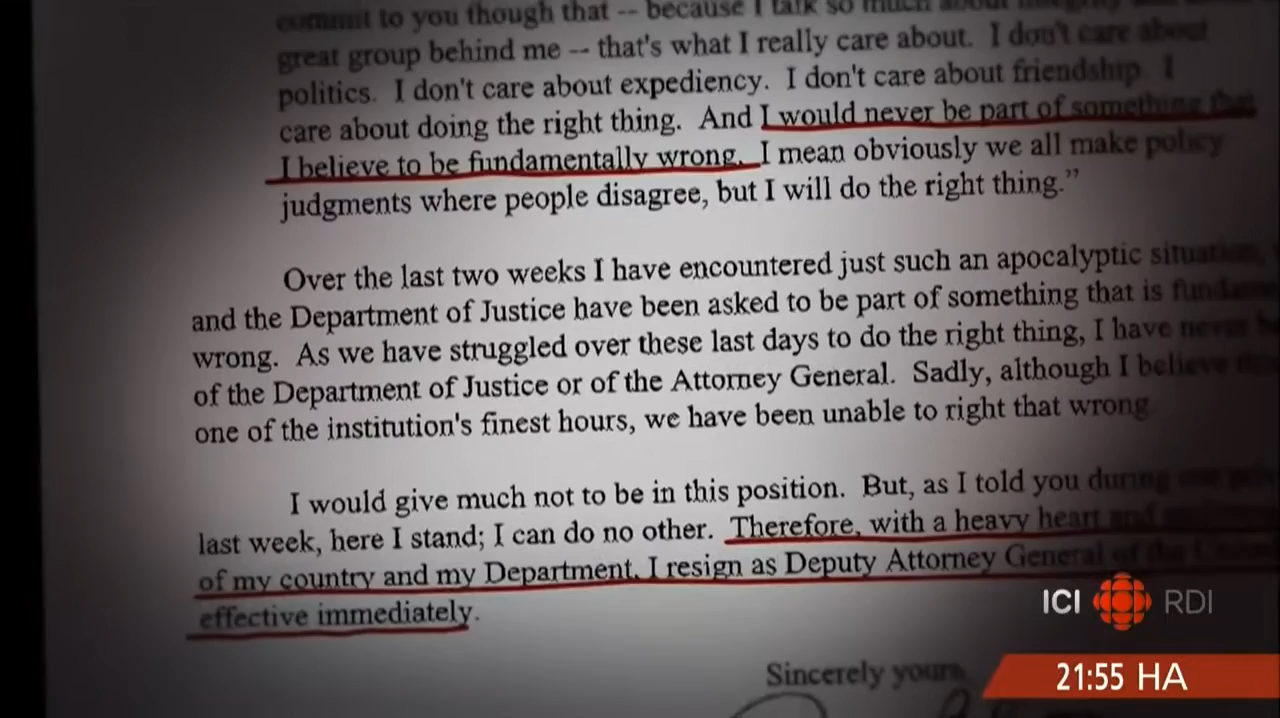 commit to you though that -- because I talk so much about integrity
great group behind me -- that's what I really care about.  I don't care about
politics.  I don't care about expediency.  I don't care about friendship.  I
care about doing the right thing.  And I would never be part of something that
I believe to be fundamentally wrong.  I mean obviously we all make policy
judgments where people disagree, but I will do the right thing.”
Over the last two weeks I have encountered just such an apocalyptic situation,
and the Department of Justice have been asked to be part of something that is
wrong.  As we have struggled over these last days to do the right thing, I have never
of the Department of Justice or of the Attorney General.  Sadly, although I believe
one of the institution's finest hours, we have been unable to right that wrong
I would give much not to be in this position.  But, as I told you during
last week, here I stand; I can do no other.  Therefore, with a heavy heart and
of my country and my Department, I resign as Deputy Attorney General of the
effective immediately.
ICI RDI
Sincerely yours
21:55 HA